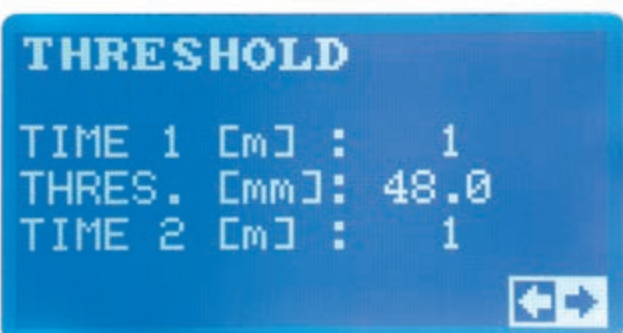 THRESHOLD
TIME 1 [m] : 1
THRES. [mm]: 48.0
TIME 2 [m] : 1